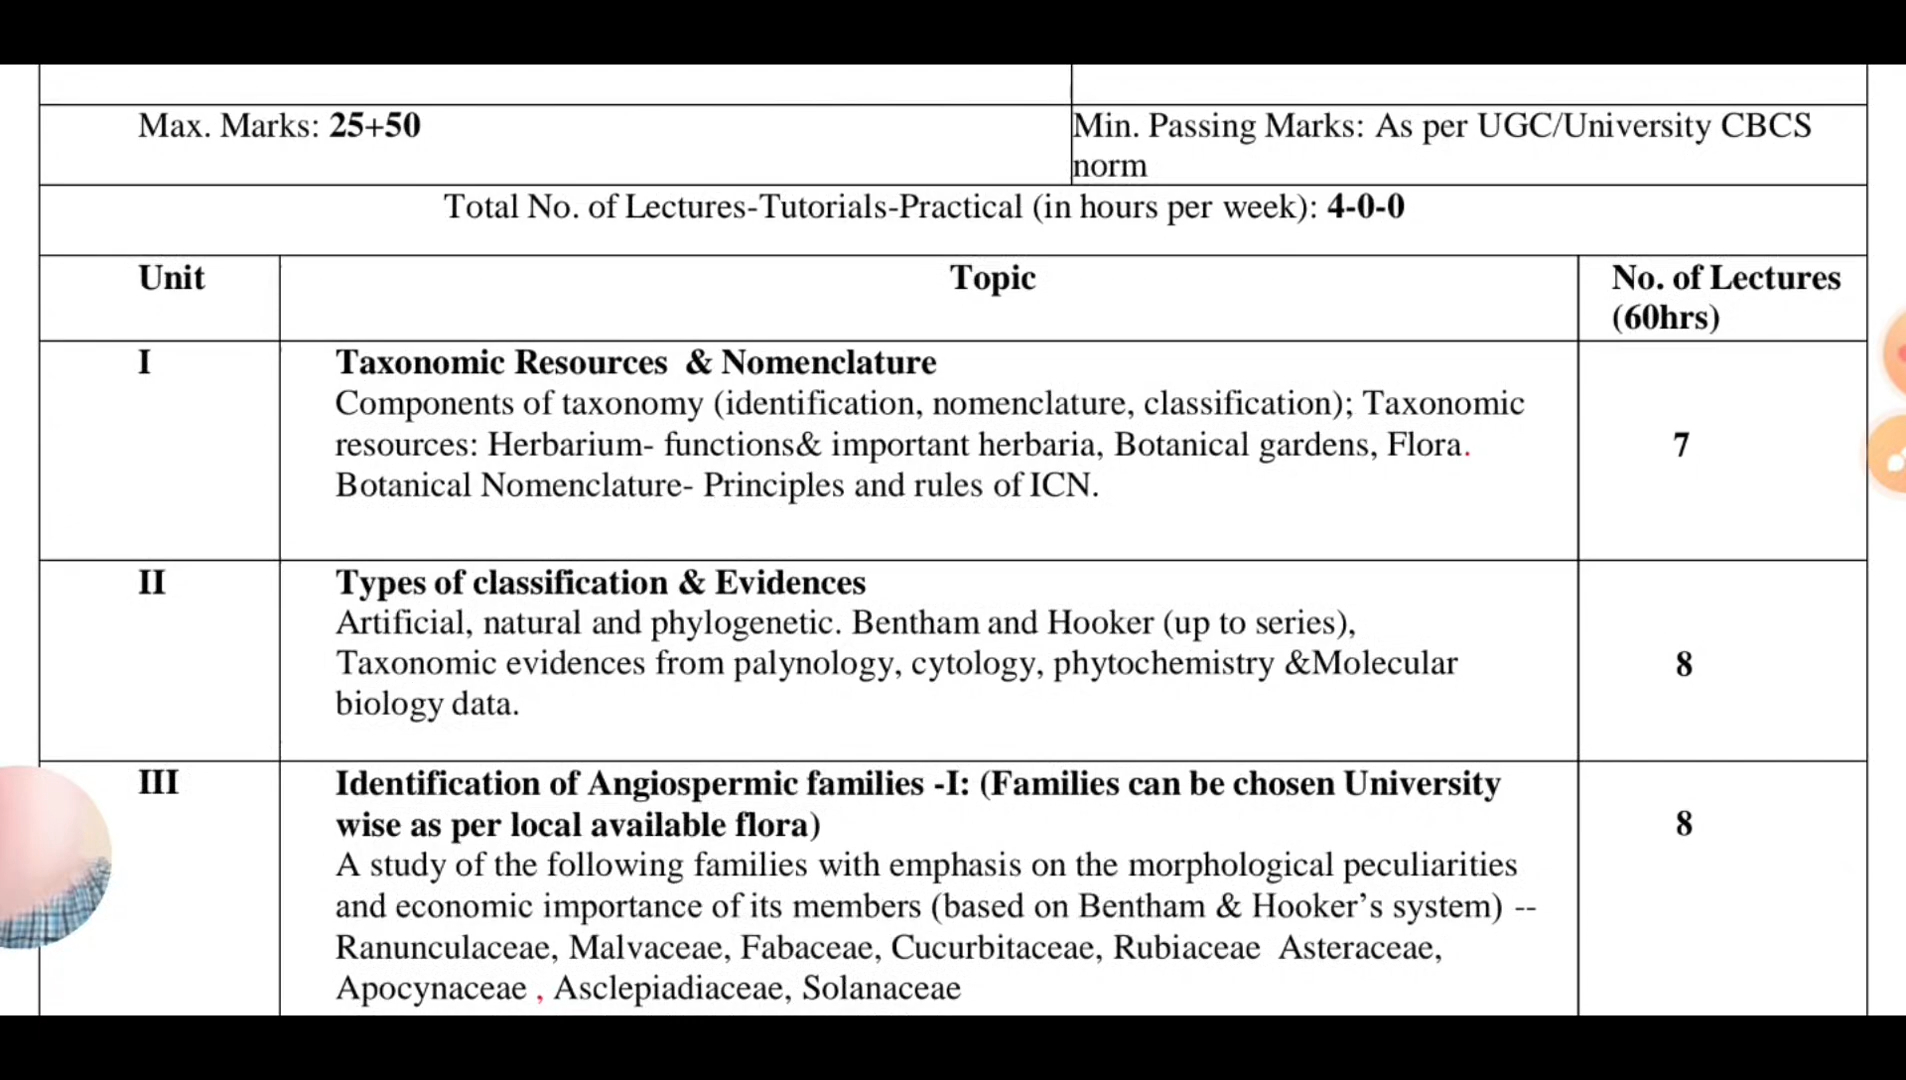 Max. Marks: 25+50
Min. Passing Marks: As per UGC/University CBCS
norm
Total No. of Lectures-Tutorials-Practical (in hours per week): 4-0-0
Unit
Topic
No. of Lectures
(60hrs)
I
Taxonomic Resources & Nomenclature
Components of taxonomy (identification, nomenclature, classification); Taxonomic
resources: Herbarium- functions& important herbaria, Botanical gardens, Flora.
Botanical Nomenclature- Principles and rules of ICN.
7
II
Types of classification & Evidences
Artificial, natural and phylogenetic. Bentham and Hooker (up to series),
Taxonomic evidences from palynology, cytology, phytochemistry &Molecular
biology data.
8
III
Identification of Angiospermic families -I: (Families can be chosen University
wise as per local available flora)
A study of the following families with emphasis on the morphological peculiarities
and economic importance of its members (based on Bentham & Hooker’s system) --
Ranunculaceae, Malvaceae, Fabaceae, Cucurbitaceae, Rubiaceae Asteraceae,
Apocynaceae , Asclepiadiaceae, Solanaceae
8